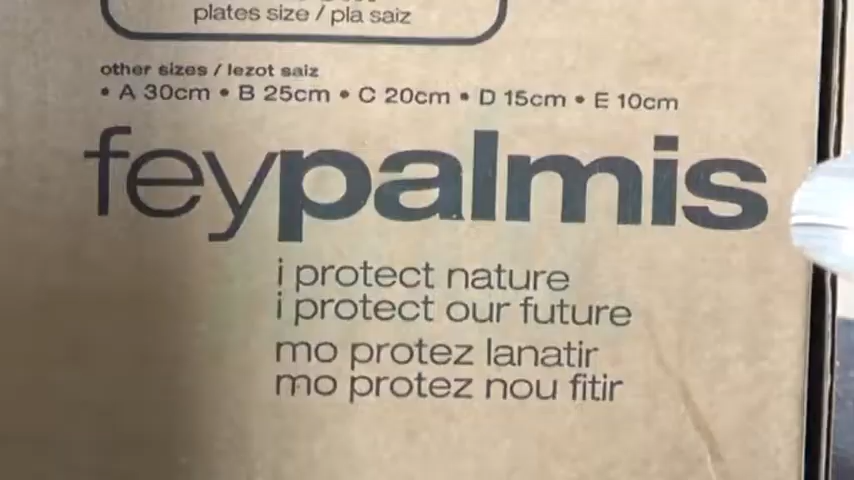 plates size / pla saiz
other sizes / lezot saiz
• A 30cm • B 25cm • C 20cm • D 15cm • E 10cm
feypalmis
i protect nature
i protect our future
mo protez lanatir
mo protez nou fitir